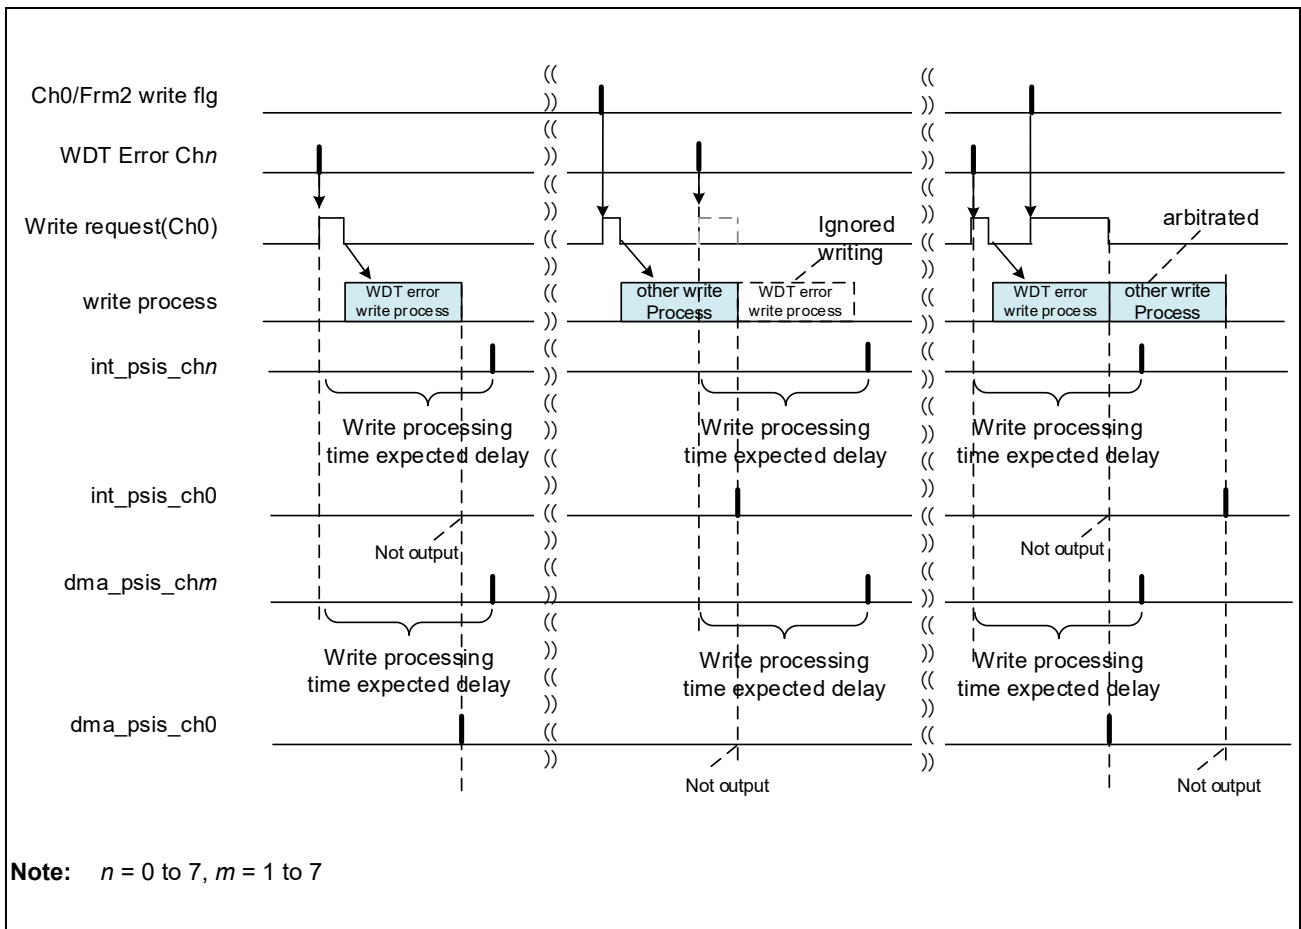 Ch0/Frm2 write flg
WDT Error Chn
Write request(Ch0)
Ignored
writing
arbitrated
write process
WDT error
write process
other write
Process
WDT error
write process
WDT error
write process
other write
Process
int_psis_chn
Write processing
time expected delay
Write processing
time expected delay
Write processing
time expected delay
int_psis_ch0
Not output
Not output
dma_psis_chm
Write processing
time expected delay
Write processing
time expected delay
Write processing
time expected delay
dma_psis_ch0
Not output
Not output
Note: n = 0 to 7, m = 1 to 7